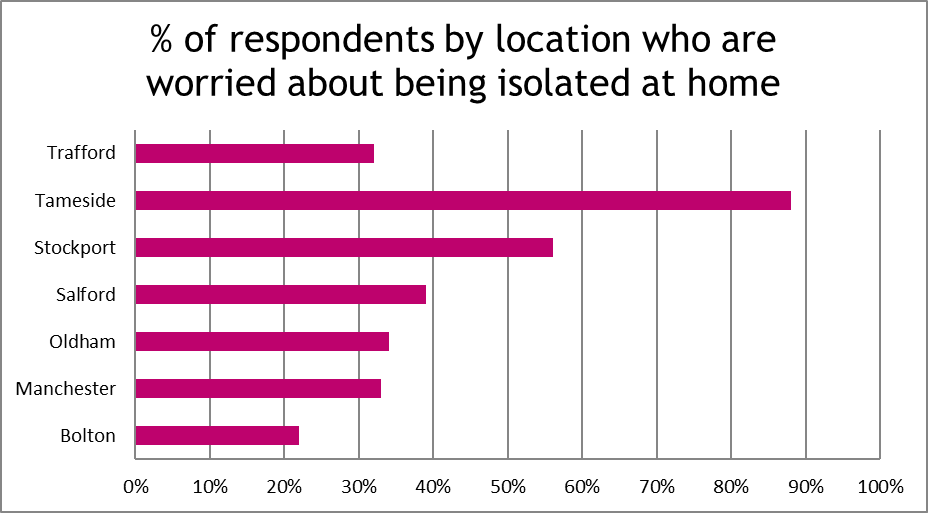 % of respondents by location who are
worried about being isolated at home
Trafford
Tameside
Stockport
Salford
Oldham
Manchester
Bolton
0% 10% 20% 30% 40% 50% 60% 70% 80% 90% 100%